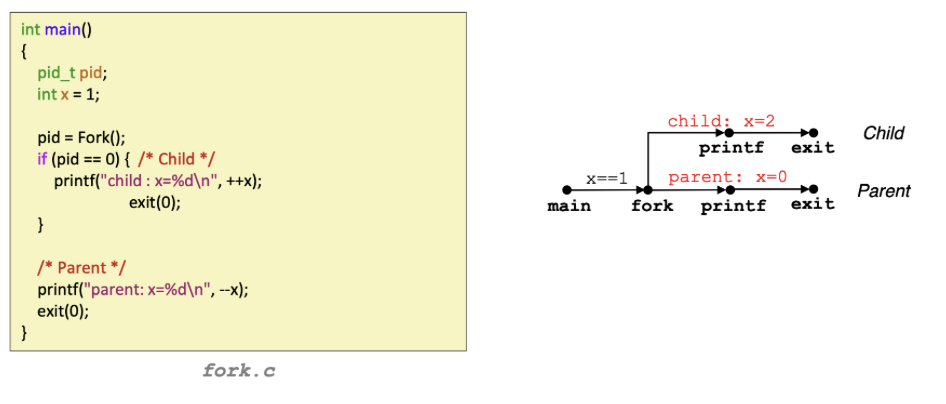 int main()
{
pid_t pid;
int x = 1;
pid = Fork();
if (pid == 0) { /* Child */
printf("child : x=%d\n", ++x);
exit(0);
}
/* Parent */
printf("parent: x=%d\n", --x);
exit(0);
}
fork.c
child: x=2
printf exit
Child
x==1
parent: x=0
main fork printf exit
Parent